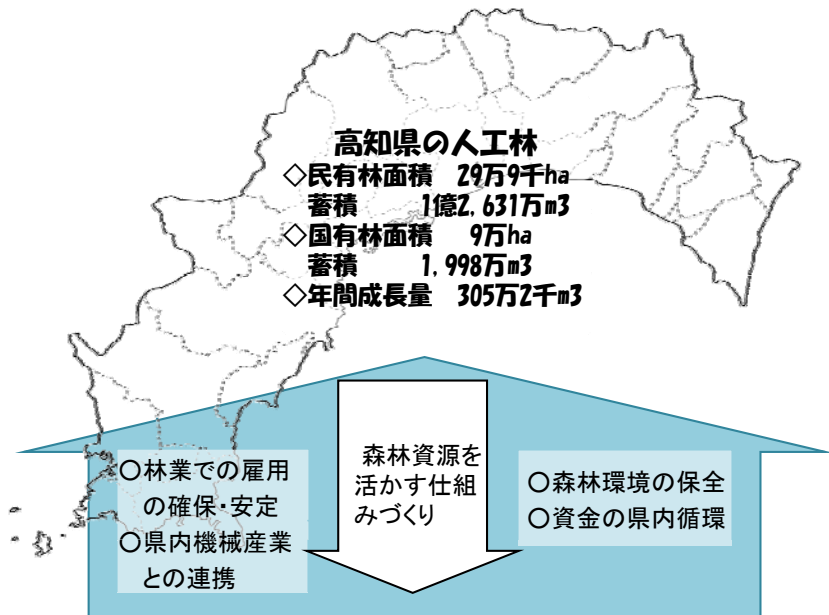 高知県の人工林
◇民有林面積 29万9千ha
蓄積 1億2,631万m3
◇国有林面積 9万ha
蓄積 1,998万m3
◇年間成長量 305万2千m3
○林業での雇用
の確保・安定
○県内機械産業
との連携
森林資源を
活かす仕組
みづくり
○森林環境の保全
○資金の県内循環